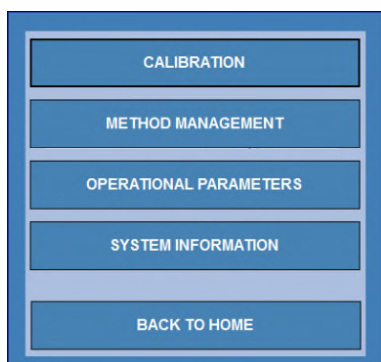 CALIBRATION
METHOD MANAGEMENT
OPERATIONAL PARAMETERS
SYSTEM INFORMATION
BACK TO HOME